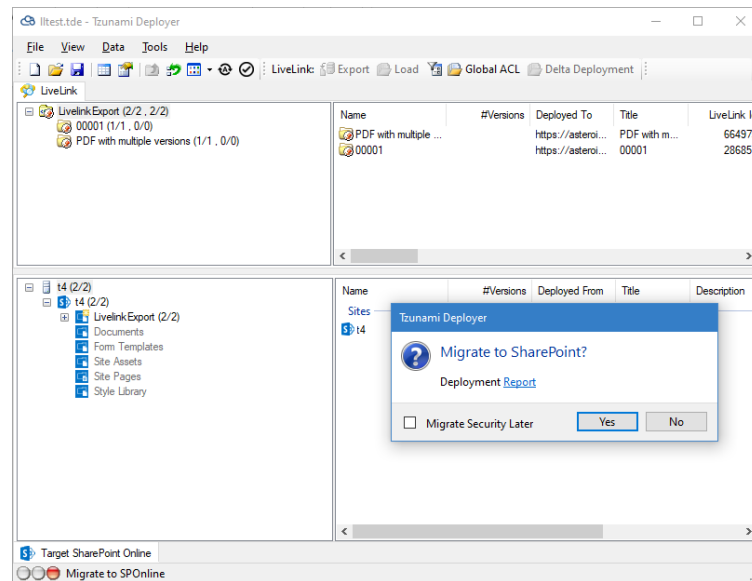 lltest.tde - Tzunami Deployer
File View Data Tools Help
LiveLink: Export Load Global ACL Delta Deployment
LiveLink
LivelinkExport (2/2 , 2/2)
00001 (1/1 , 0/0)
PDF with multiple versions (1/1 , 0/0)
Name #Versions Deployed To Title LiveLink I
PDF with multiple ... https://asteroi... PDF with m... 66497
00001 https://asteroi... 00001 28685
t4 (2/2)
t4 (2/2)
LivelinkExport (2/2)
Documents
Form Templates
Site Assets
Site Pages
Style Library
Name #Versions Deployed From Title Description
Sites
t4
Tzunami Deployer
Migrate to SharePoint?
Deployment Report
Migrate Security Later Yes No
Target SharePoint Online
Migrate to SPOnline